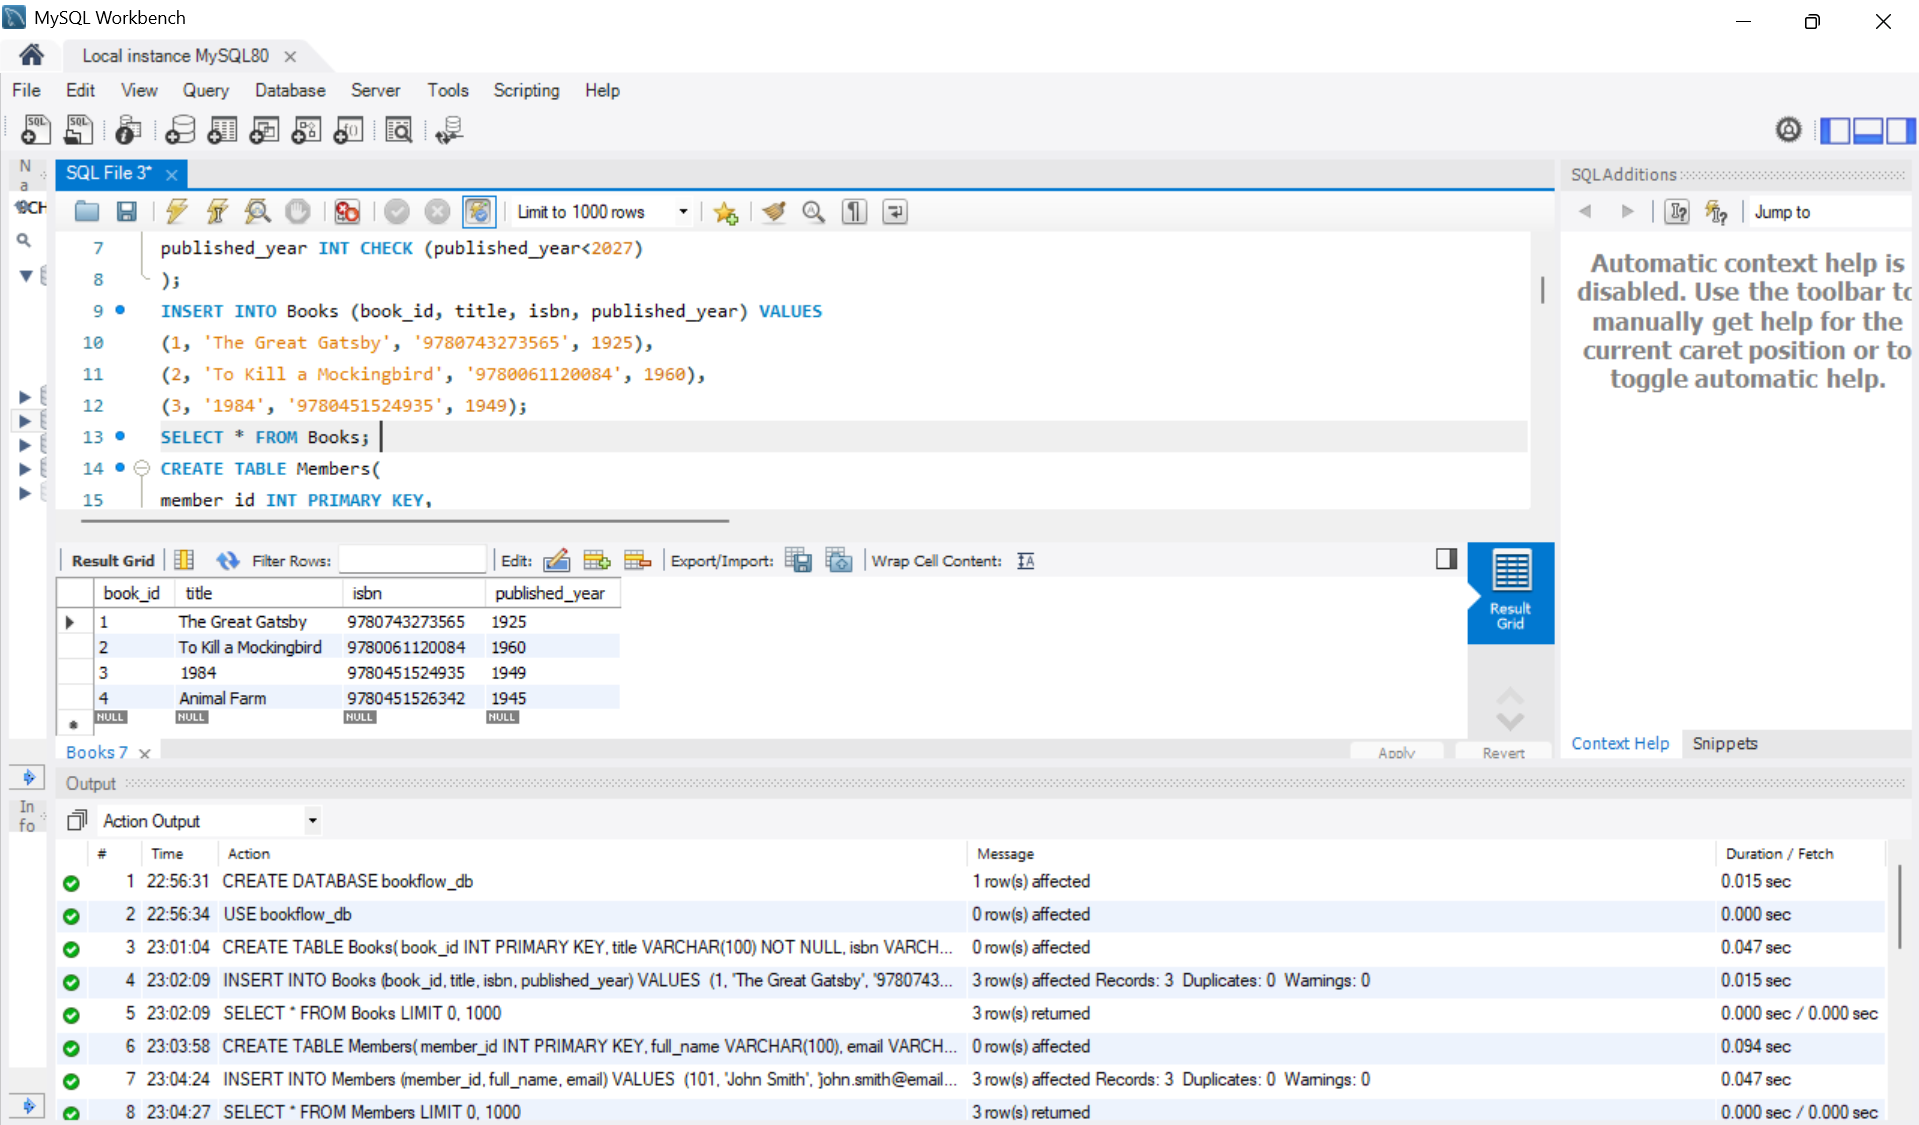 MySQL Workbench
Local instance MySQL80
File Edit View Query Database Server Tools Scripting Help
Na
SCH
SQL File 3*
Limit to 1000 rows
SQLAdditions
Jump to
7 published_year INT CHECK (published_year<2027)
8 );
9 INSERT INTO Books (book_id, title, isbn, published_year) VALUES
10 (1, 'The Great Gatsby', '9780743273565', 1925),
11 (2, 'To Kill a Mockingbird', '9780061120084', 1960),
12 (3, '1984', '9780451524935', 1949);
13 SELECT * FROM Books;
14 CREATE TABLE Members(
15 member_id INT PRIMARY KEY,
Automatic context help is
disabled. Use the toolbar to
manually get help for the
current caret position or to
toggle automatic help.
Result Grid Filter Rows: Edit: Export/Import: Wrap Cell Content:
Result
Grid
book_id title isbn published_year
1 The Great Gatsby 9780743273565 1925
2 To Kill a Mockingbird 9780061120084 1960
3 1984 9780451524935 1949
4 Animal Farm 9780451526342 1945
NULL NULL NULL NULL
Books 7
Apply Revert
Context Help Snippets
Output
Info
Action Output
# Time Action Message Duration / Fetch
1 22:56:31 CREATE DATABASE bookflow_db 1 row(s) affected 0.015 sec
2 22:56:34 USE bookflow_db 0 row(s) affected 0.000 sec
3 23:01:04 CREATE TABLE Books( book_id INT PRIMARY KEY, title VARCHAR(100) NOT NULL, isbn VARCH... 0 row(s) affected 0.047 sec
4 23:02:09 INSERT INTO Books (book_id, title, isbn, published_year) VALUES (1, 'The Great Gatsby', '9780743... 3 row(s) affected Records: 3 Duplicates: 0 Warnings: 0 0.015 sec
5 23:02:09 SELECT * FROM Books LIMIT 0, 1000 3 row(s) returned 0.000 sec / 0.000 sec
6 23:03:58 CREATE TABLE Members( member_id INT PRIMARY KEY, full_name VARCHAR(100), email VARCH... 0 row(s) affected 0.094 sec
7 23:04:24 INSERT INTO Members (member_id, full_name, email) VALUES (101, 'John Smith', 'john.smith@email... 3 row(s) affected Records: 3 Duplicates: 0 Warnings: 0 0.047 sec
8 23:04:27 SELECT * FROM Members LIMIT 0, 1000 3 row(s) returned 0.000 sec / 0.000 sec